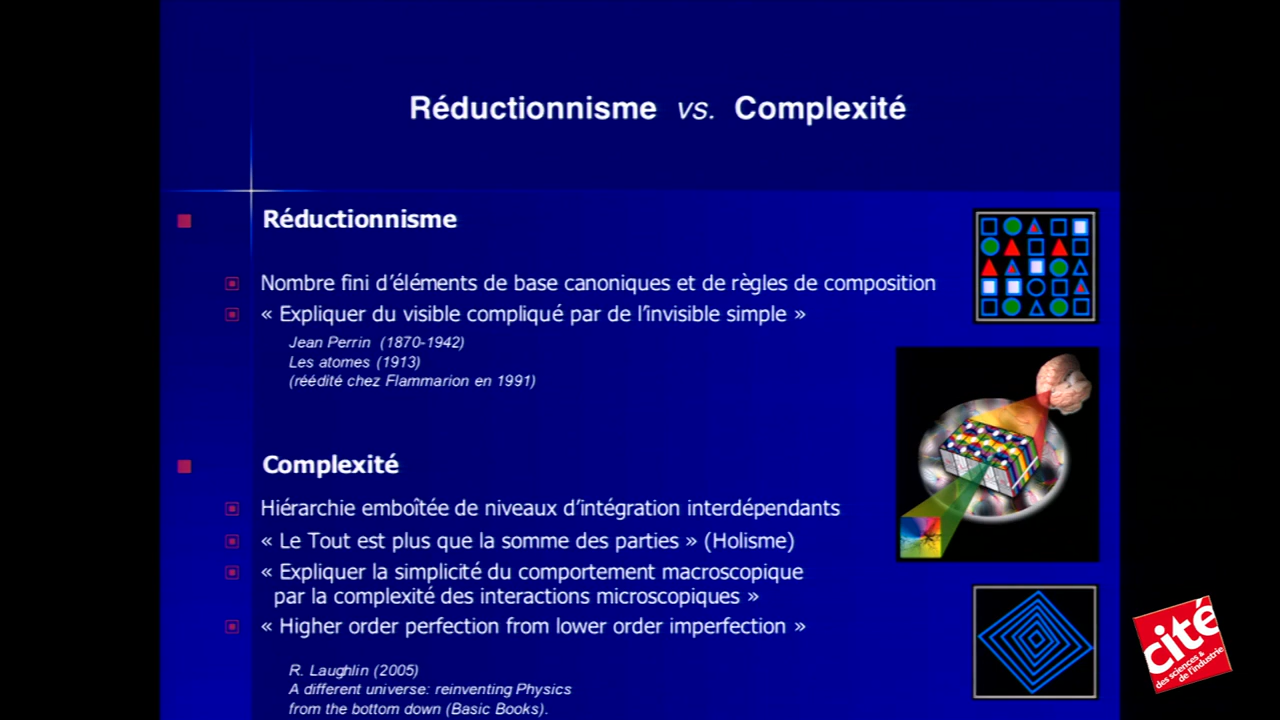 Réductionnisme vs. Complexité
Réductionnisme
Nombre fini d'éléments de base canoniques et de règles de composition
« Expliquer du visible compliqué par de l'invisible simple »
Jean Perrin (1870-1942)
Les atomes (1913)
(réédité chez Flammarion en 1991)
Complexité
Hiérarchie emboîtée de niveaux d'intégration interdépendants
« Le Tout est plus que la somme des parties » (Holisme)
« Expliquer la simplicité du comportement macroscopique
par la complexité des interactions microscopiques »
« Higher order perfection from lower order imperfection »
R. Laughlin (2005)
A different universe: reinventing Physics
from the bottom down (Basic Books).
cité
des sciences &
de l'industrie